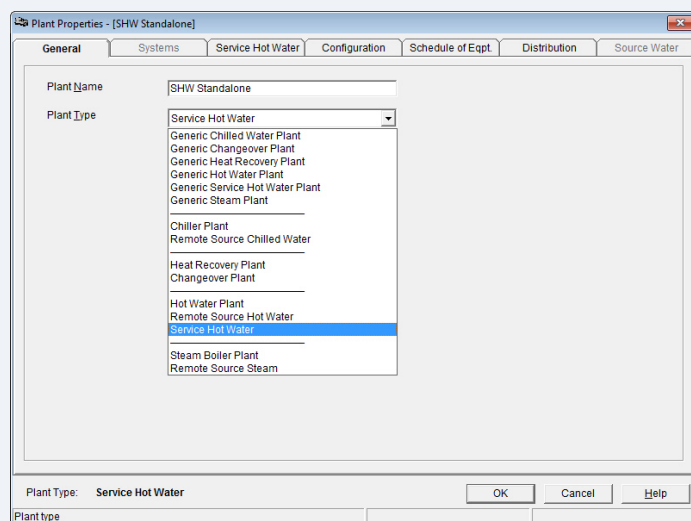 Plant Properties - [SHW Standalone]
General Systems Service Hot Water Configuration Schedule of Eqpt. Distribution Source Water
Plant Name SHW Standalone
Plant Type Service Hot Water
Generic Chilled Water Plant
Generic Changeover Plant
Generic Heat Recovery Plant
Generic Hot Water Plant
Generic Service Hot Water Plant
Generic Steam Plant
Chiller Plant
Remote Source Chilled Water
Heat Recovery Plant
Changeover Plant
Hot Water Plant
Remote Source Hot Water
Service Hot Water
Steam Boiler Plant
Remote Source Steam
Plant Type: Service Hot Water OK Cancel Help
Plant type